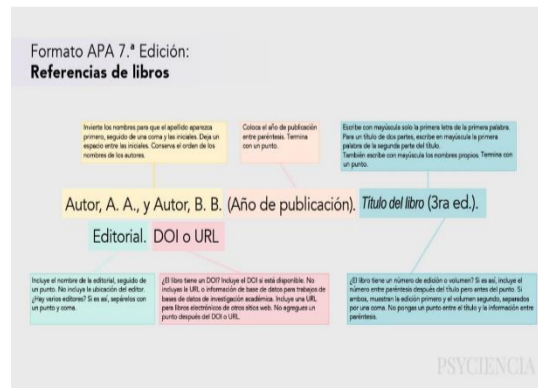 Formato APA 7.ª Edición:
Referencias de libros
Invierte los nombres para que el apellido aparezca
primero, seguido de una coma y las iniciales. Deja un
espacio entre las iniciales. Conserva el orden de los
nombres de los autores.
Coloca el año de publicación
entre paréntesis. Termina
con un punto.
Escribe con mayúscula solo la primera letra de la primera palabra.
Para un título de dos partes, escribe en mayúscula la primera
palabra de la segunda parte del título.
También escribe con mayúscula los nombres propios. Termina con
un punto.
Autor, A. A., y Autor, B. B. (Año de publicación). Título del libro (3ra ed.).
Editorial. DOI o URL
Incluye el nombre de la editorial, seguido de
un punto. No incluye la ubicación del editor.
¿Hay varios editores? Si es así, sepárelos con
un punto y coma.
¿El libro tiene un DOI? Incluye el DOI si está disponible. No
incluyas la URL o información de base de datos para trabajos de
bases de datos de investigación académica. Incluye una URL
para libros electrónicos de otros sitios web. No agregues un
punto después del DOI o URL.
¿El libro tiene un número de edición o volumen? Si es así, incluye el
número entre paréntesis después del título pero antes del punto. Si
ambos, muestran la edición primero y el volumen segundo, separados
por una coma. No pongas un punto entre el título y la información entre
paréntesis.
PSYCIENCIA